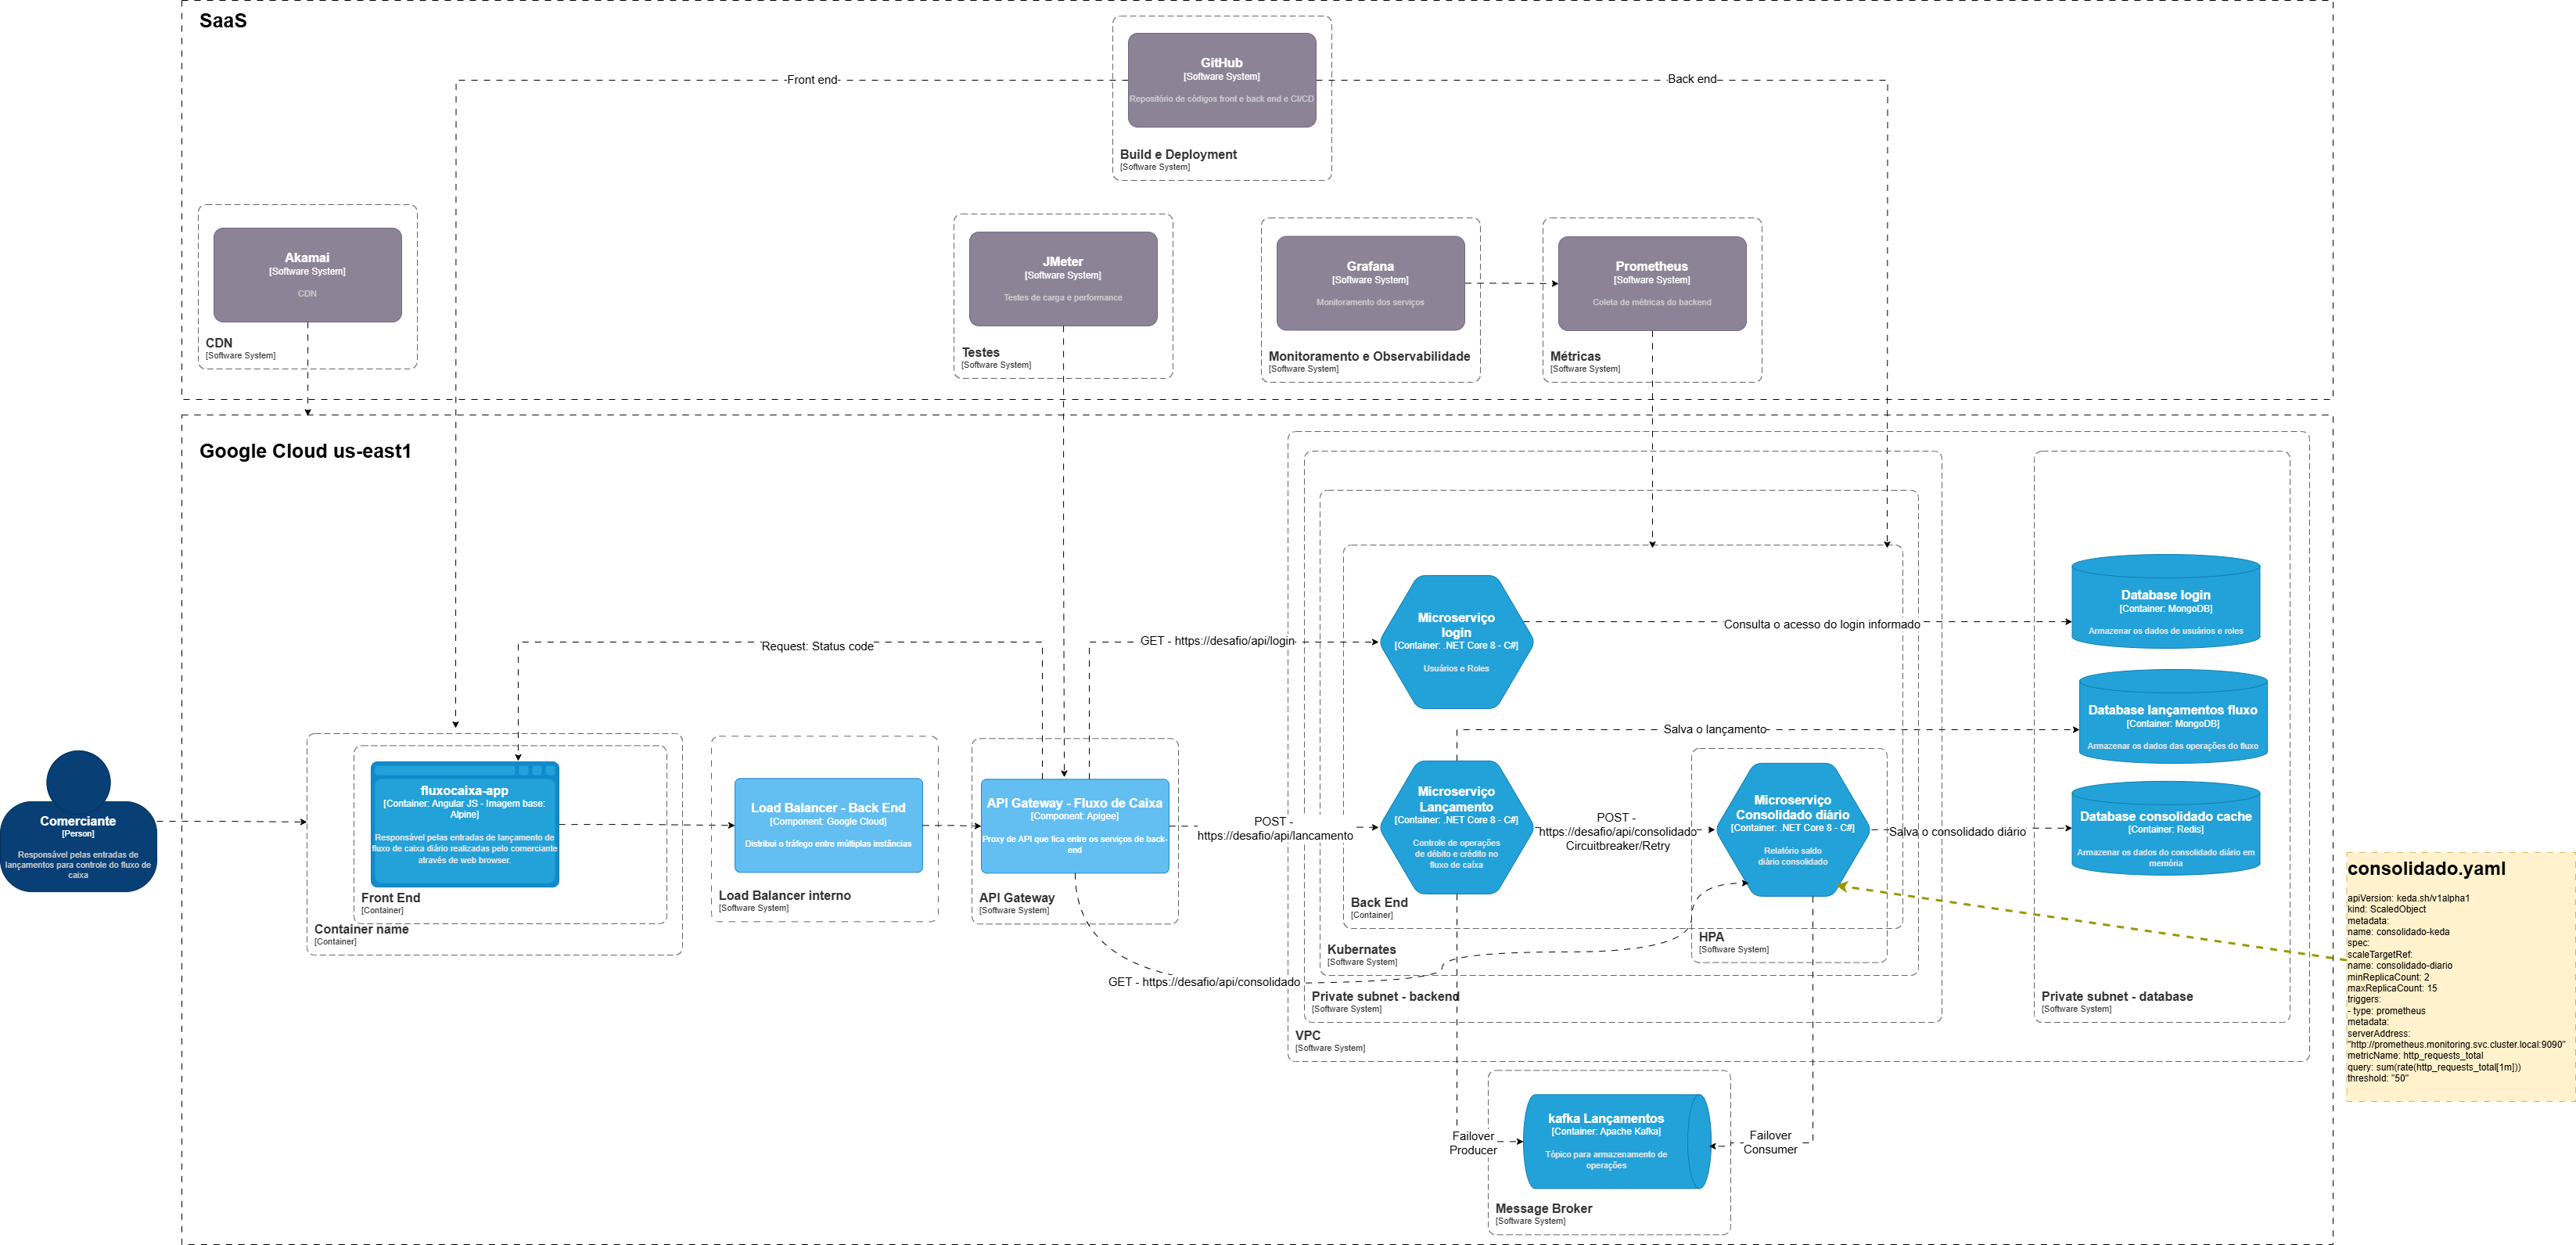 SaaS
GitHub
[Software System]
Repositório de códigos front e back end e CI/CD
Front end
Back end
Build e Deployment
[Software System]
Akamai
[Software System]
CDN
CDN
[Software System]
JMeter
[Software System]
Testes de carga e performance
Testes
[Software System]
Grafana
[Software System]
Monitoramento dos serviços
Monitoramento e Observabilidade
[Software System]
Prometheus
[Software System]
Coleta de métricas do backend
Métricas
[Software System]
Google Cloud us-east1
Comerciante
[Person]
Responsável pelas entradas de
lançamentos para controle do fluxo de
caixa
Request: Status code
fluxocaixa-app
[Container: Angular JS - Imagem base:
Alpine]
Responsável pelas entradas de lançamento de
fluxo de caixa diário realizadas pelo comerciante
através de web browser.
Front End
[Container]
Container name
[Container]
Load Balancer - Back End
[Component: Google Cloud]
Distribui o tráfego entre múltiplas instâncias
Load Balancer interno
[Software System]
API Gateway - Fluxo de Caixa
[Component: Apigee]
Proxy de API que fica entre os serviços de back-
end
API Gateway
[Software System]
GET - https://desafio/api/login
POST -
https://desafio/api/lancamento
GET - https://desafio/api/consolidado
Microserviço
login
[Container: .NET Core 8 - C#]
Usuários e Roles
Consulta o acesso do login informado
Salva o lançamento
Microserviço
Lançamento
[Container: .NET Core 8 - C#]
Controle de operações
de débito e crédito no
fluxo de caixa
POST -
https://desafio/api/consolidado
Circuitbreaker/Retry
Microserviço
Consolidado diário
[Container: .NET Core 8 - C#]
Relatório saldo
diário consolidado
Salva o consolidado diário
HPA
[Software System]
Back End
[Container]
Kubernates
[Software System]
Private subnet - backend
[Software System]
VPC
[Software System]
Database login
[Container: MongoDB]
Armazenar os dados de usuários e roles
Database lançamentos fluxo
[Container: MongoDB]
Armazenar os dados das operações do fluxo
Database consolidado cache
[Container: Redis]
Armazenar os dados do consolidado diário em
memória
Private subnet - database
[Software System]
Failover
Producer
kafka Lançamentos
[Container: Apache Kafka]
Tópico para armazenamento de
operações
Failover
Consumer
Message Broker
[Software System]
consolidado.yaml
apiVersion: keda.sh/v1alpha1
kind: ScaledObject
metadata:
name: consolidado-keda
spec:
scaleTargetRef:
name: consolidado-diario
minReplicaCount: 2
maxReplicaCount: 15
triggers:
- type: prometheus
metadata:
serverAddress:
"http://prometheus.monitoring.svc.cluster.local:9090"
metricName: http_requests_total
query: sum(rate(http_requests_total[1m]))
threshold: "50"